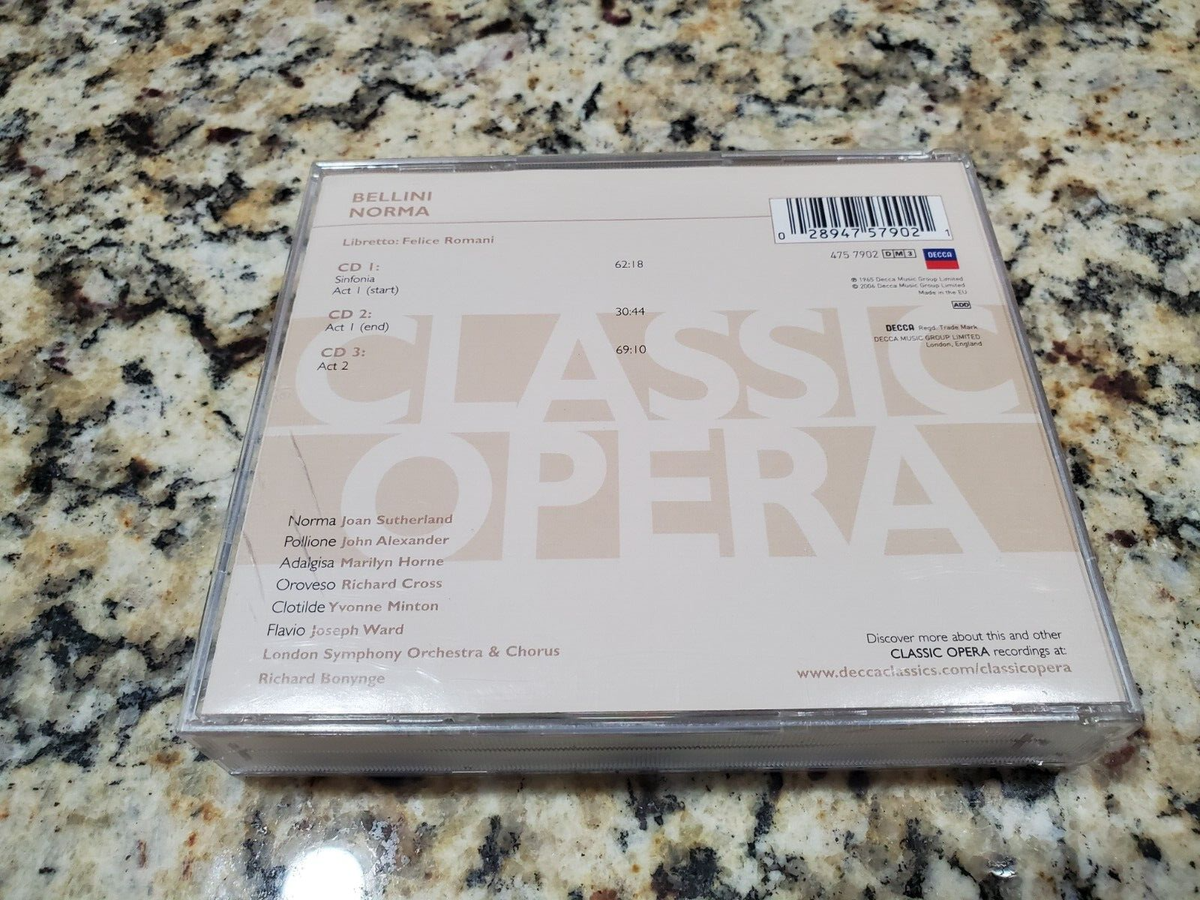 BELLINI
NORMA
Libretto: Felice Romani
CD 1: 62:18
Sinfonia
Act 1 (start)
CD 2: 30:44
Act 1 (end)
CD 3: 69:10
Act 2
0 28947 57902 1
475 7902 DM3 DECCA
℗ 1965 Decca Music Group Limited
© 2006 Decca Music Group Limited
Made in the EU
ADD
DECCA Regd. Trade Mark
DECCA MUSIC GROUP LIMITED
London, England
CLASSIC
OPERA
Norma Joan Sutherland
Pollione John Alexander
Adalgisa Marilyn Horne
Oroveso Richard Cross
Clotilde Yvonne Minton
Flavio Joseph Ward
London Symphony Orchestra & Chorus
Richard Bonynge
Discover more about this and other
CLASSIC OPERA recordings at:
www.deccaclassics.com/classicopera